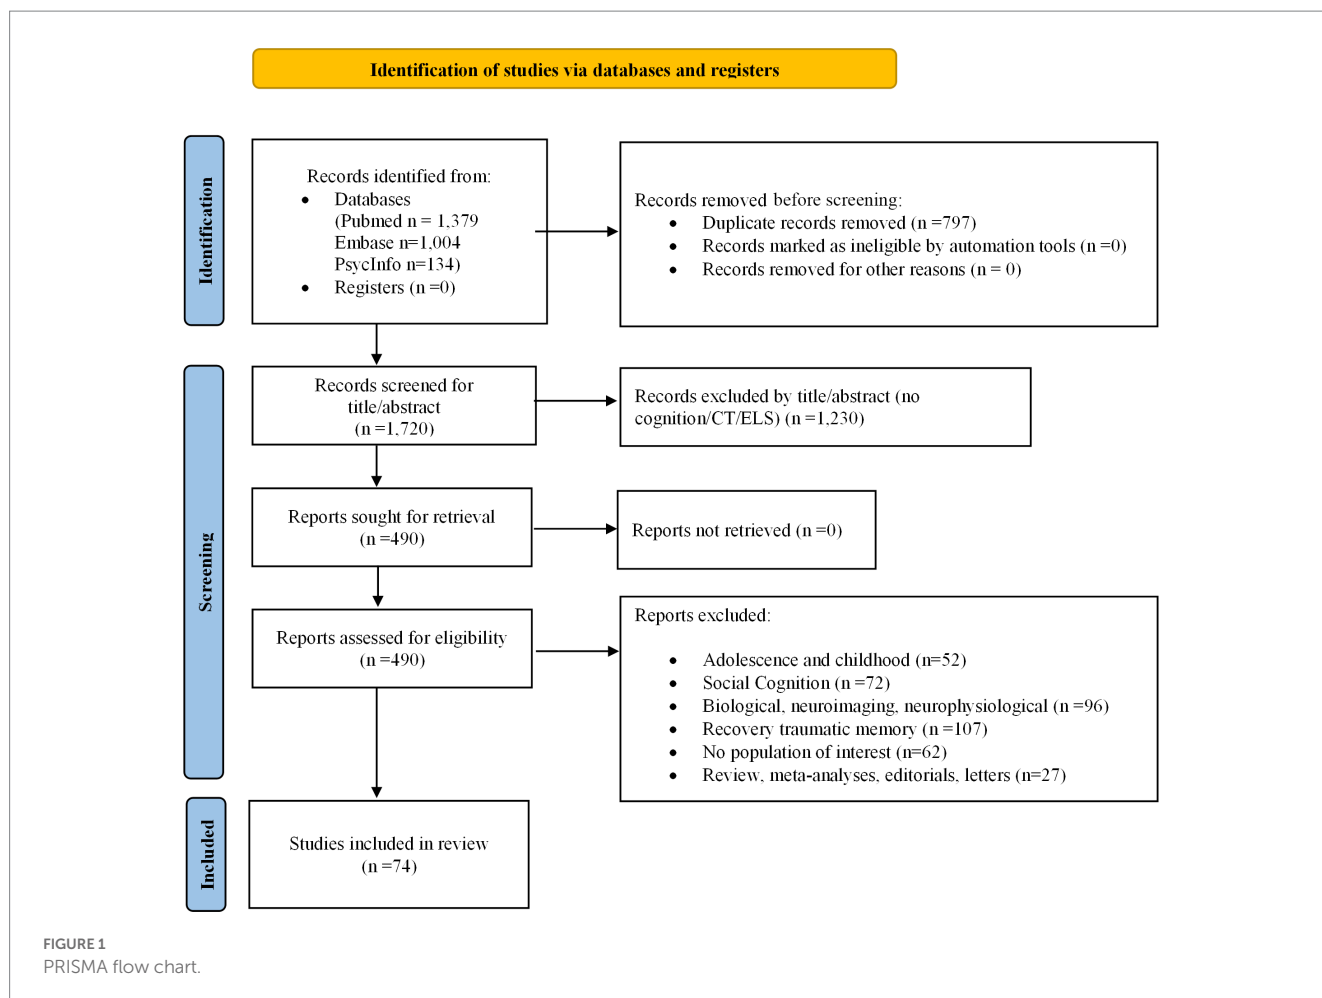 Identification of studies via databases and registers
Identification
Records identified from:
• Databases
(Pubmed n = 1,379
Embase n=1,004
PsycInfo n=134)
• Registers (n =0)
Records removed before screening:
• Duplicate records removed (n =797)
• Records marked as ineligible by automation tools (n =0)
• Records removed for other reasons (n = 0)
Screening
Records screened for
title/abstract
(n =1,720)
Records excluded by title/abstract (no
cognition/CT/ELS) (n =1,230)
Reports sought for retrieval
(n =490)
Reports not retrieved (n =0)
Reports assessed for eligibility
(n =490)
Reports excluded:
• Adolescence and childhood (n=52)
• Social Cognition (n =72)
• Biological, neuroimaging, neurophysiological (n =96)
• Recovery traumatic memory (n =107)
• No population of interest (n=62)
• Review, meta-analyses, editorials, letters (n=27)
Included
Studies included in review
(n =74)
FIGURE 1
PRISMA flow chart.